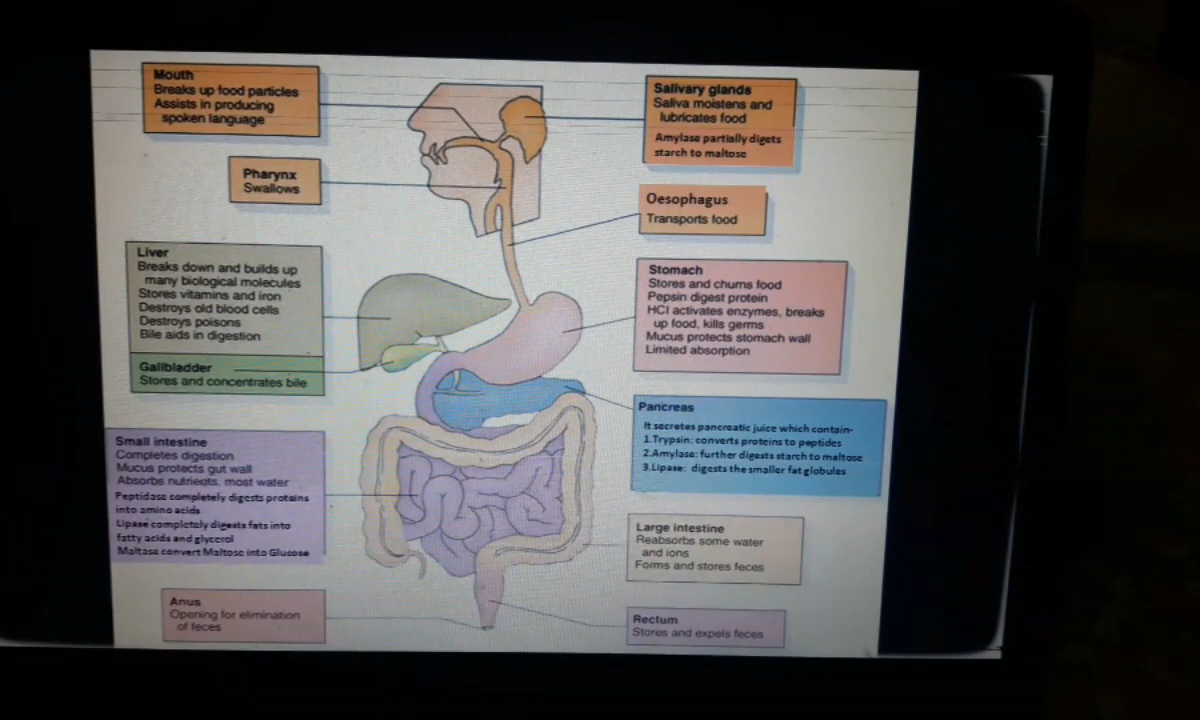 Mouth
Breaks up food particles
Assists in producing
spoken language
Salivary glands
Saliva moistens and
lubricates food
Amylase partially digets
starch to maltose
Pharynx
Swallows
Oesophagus
Transports food
Liver
Breaks down and builds up
many biological molecules
Stores vitamins and iron
Destroys old blood cells
Destroys poisons
Bile aids in digestion
Gallbladder
Stores and concentrates bile
Stomach
Stores and churns food
Pepsin digest protein
HCl activates enzymes, breaks
up food, kills germs
Mucus protects stomach wall
Limited absorption
Pancreas
It secretes pancreatic juice which contain-
1.Trypsin: converts proteins to peptides
2.Amylase: further digests starch to maltose
3.Lipase: digests the smaller fat globules
Small intestine
Completes digestion
Mucus protects gut wall
Absorbs nutrients, most water
Peptidase completely digests proteins
into amino acids
Lipase completely digests fats into
fatty acids and glycerol
Maltase convert Maltose into Glucose
Large intestine
Reabsorbs some water
and ions
Forms and stores feces
Anus
Opening for elimination
of feces
Rectum
Stores and expels feces